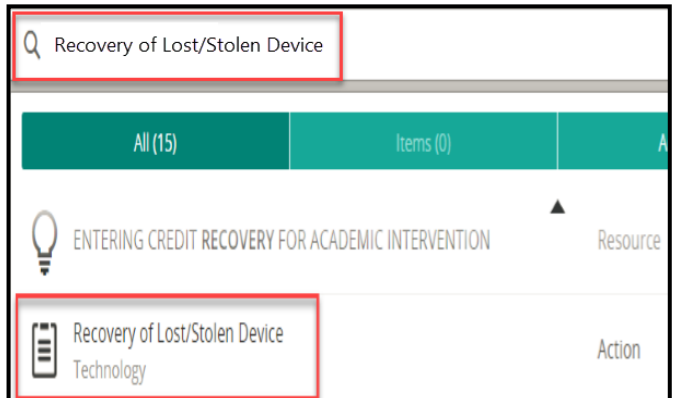 Recovery of Lost/Stolen Device
All (15)
Items (0)
A
ENTERING CREDIT RECOVERY FOR ACADEMIC INTERVENTION
Resource
Recovery of Lost/Stolen Device
Action
Technology